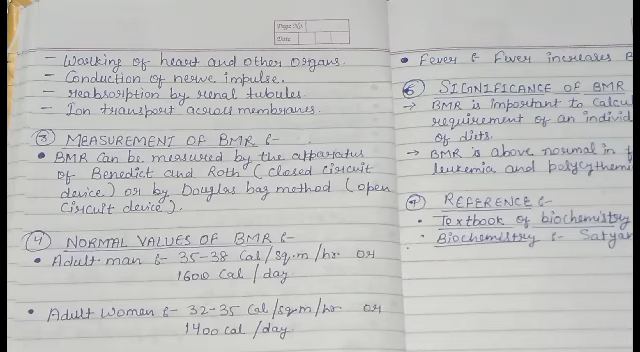 Page No.
Date
- Working of heart and other organs.
- Conduction of nerve impulse.
- reabsorption by renal tubules.
- Ion transport across membranes.
③ MEASUREMENT OF BMR :-
• BMR can be measured by the apparatus
of Benedict and Roth (closed circuit
device) or by Douglas bag method (open
circuit device).
④ NORMAL VALUES OF BMR :-
• Adult man :- 35-38 Cal/sq.m/hr. or
1600 Cal/day
• Adult Women :- 32-35 Cal/sq.m/hr or
1400 cal/day.
• Fever :- Fever increases B
⑥ SIGNIFICANCE OF BMR
→ BMR is important to calcu
requirement of an individ
of diets.
→ BMR is above normal in
leukemia and polycythemi
⑦ REFERENCE :-
• Textbook of biochemistry
• Biochemistry :- Satyan